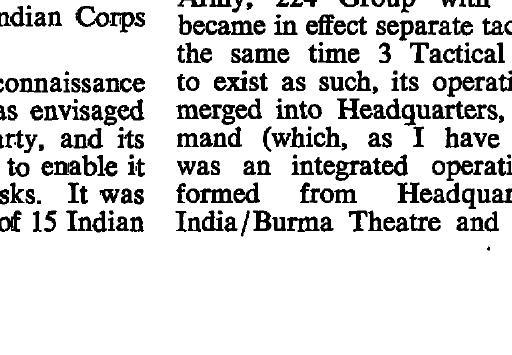 ndian Corps
connaissance
as envisaged
arty, and its
to enable it
sks. It was
of 15 Indian
Army, 224 Group with
became in effect separate tac
the same time 3 Tactical
to exist as such, its operati
merged into Headquarters,
mand (which, as I have
was an integrated operati
formed from Headquar
India/Burma Theatre and